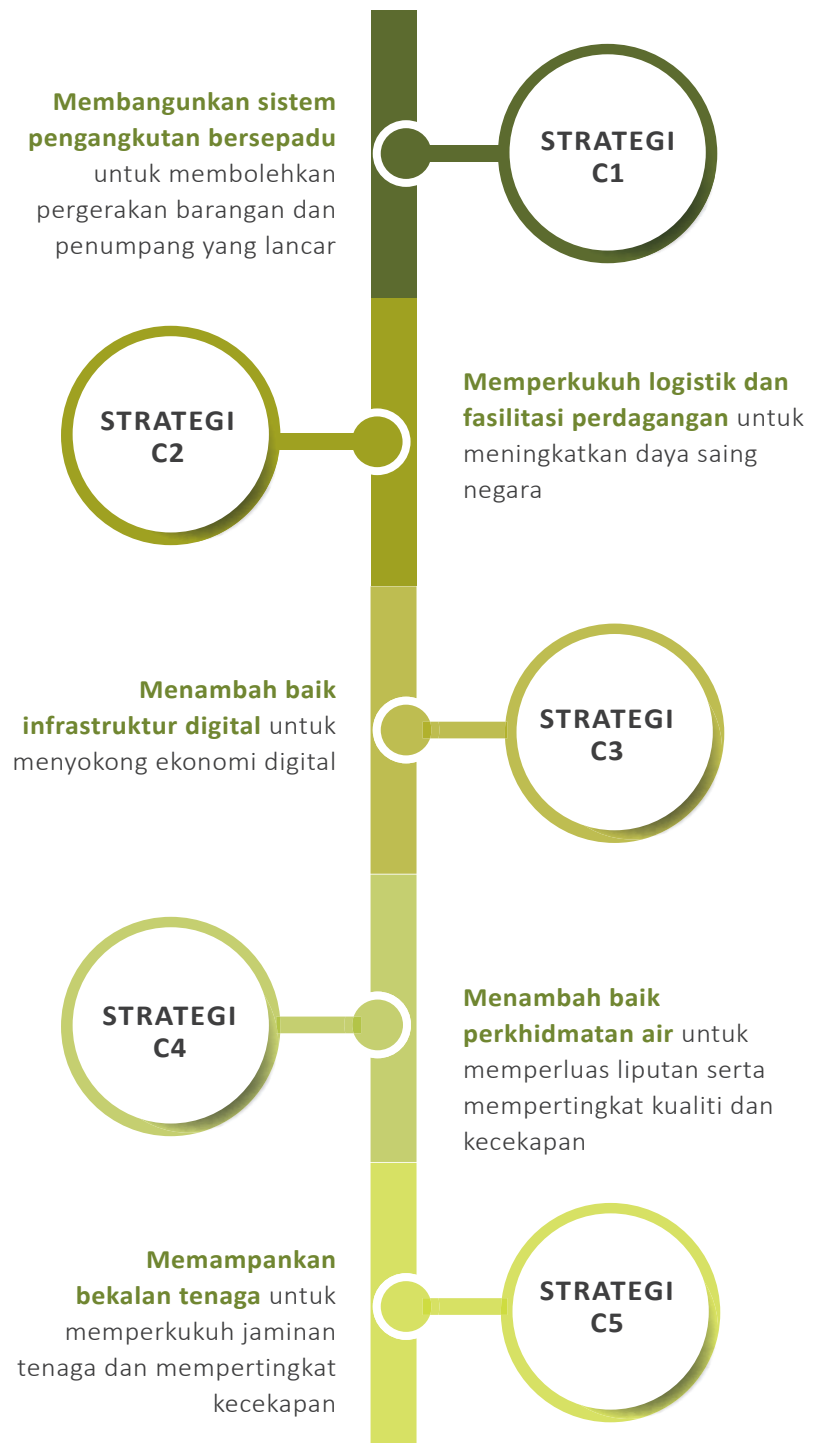 Membangunkan sistem
pengangkutan bersepadu
untuk membolehkan
pergerakan barangan dan
penumpang yang lancar
STRATEGI
C1
STRATEGI
C2
Memperkukuh logistik dan
fasilitasi perdagangan untuk
meningkatkan daya saing
negara
Menambah baik
infrastruktur digital untuk
menyokong ekonomi digital
STRATEGI
C3
STRATEGI
C4
Menambah baik
perkhidmatan air untuk
memperluas liputan serta
mempertingkat kualiti dan
kecekapan
Memampankan
bekalan tenaga untuk
memperkukuh jaminan
tenaga dan mempertingkat
kecekapan
STRATEGI
C5